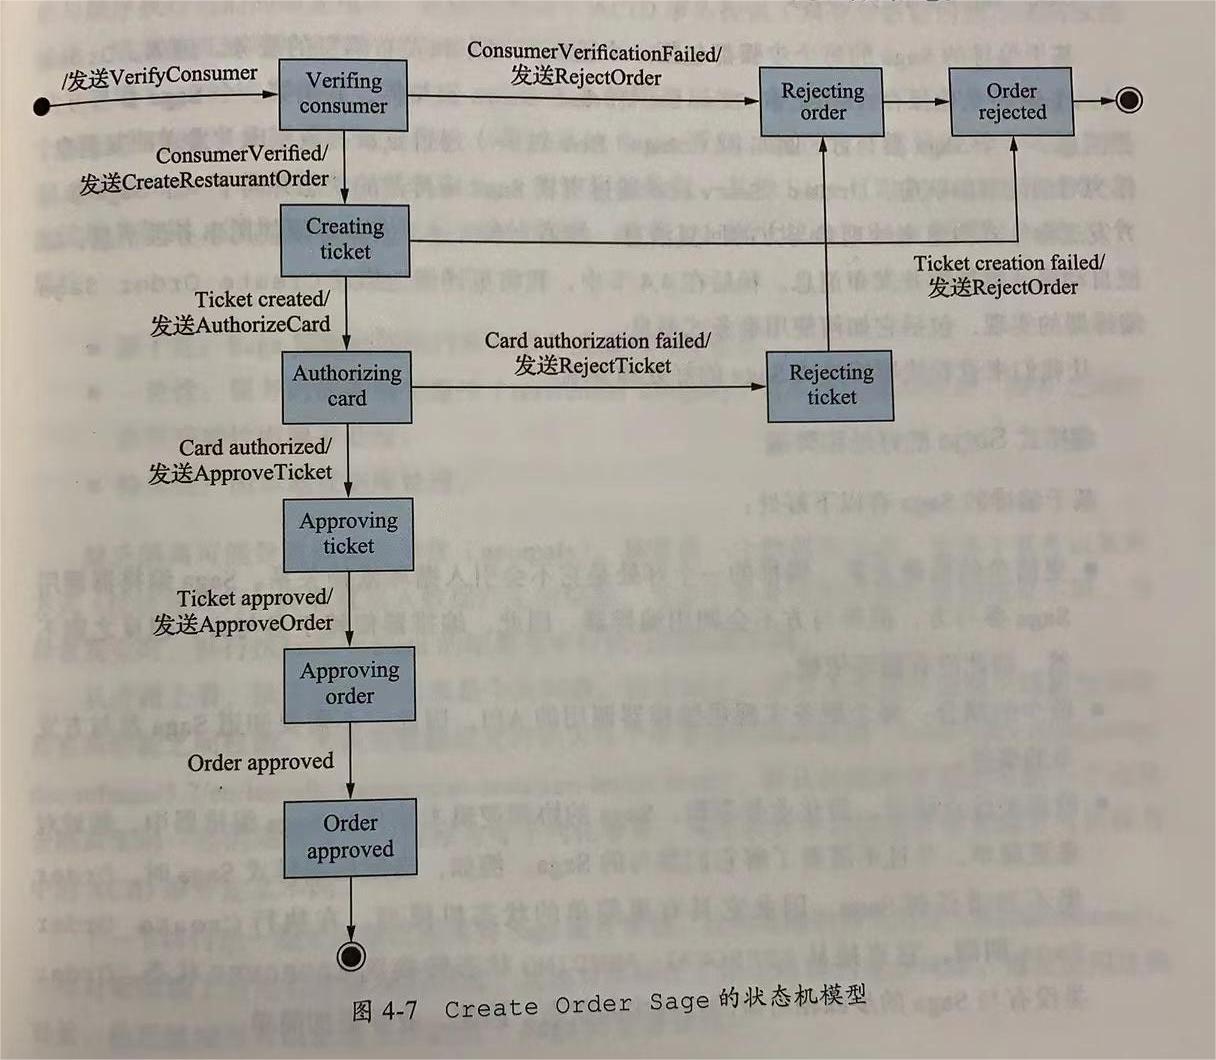 /发送VerifyConsumer
Verifing
consumer
ConsumerVerificationFailed/
发送RejectOrder
Rejecting
order
Order
rejected
ConsumerVerified/
发送CreateRestaurantOrder
Creating
ticket
Ticket creation failed/
发送RejectOrder
Ticket created/
发送AuthorizeCard
Authorizing
card
Card authorization failed/
发送RejectTicket
Rejecting
ticket
Card authorized/
发送ApproveTicket
Approving
ticket
Ticket approved/
发送ApproveOrder
Approving
order
Order approved
Order
approved
图 4-7 Create Order Sage 的状态机模型